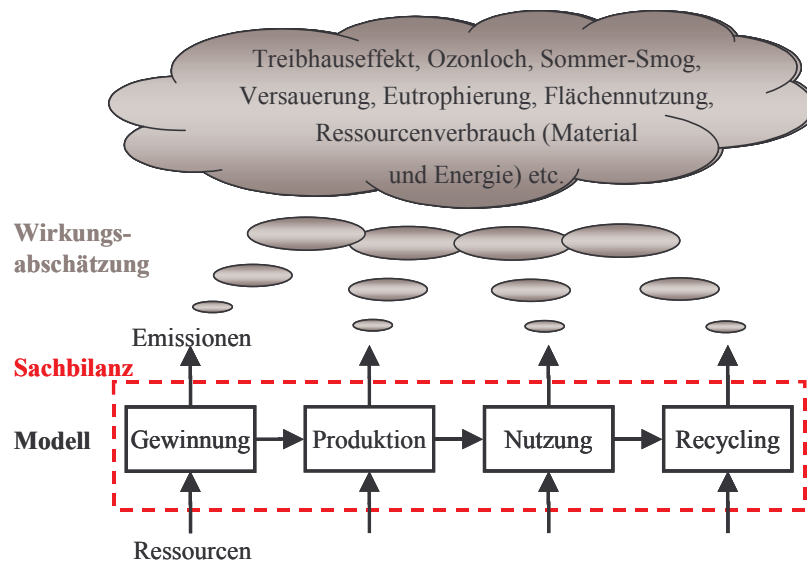 Treibhauseffekt, Ozonloch, Sommer-Smog,
Versauerung, Eutrophierung, Flächennutzung,
Ressourcenverbrauch (Material
und Energie) etc.
Wirkungs-
abschätzung
Emissionen
Sachbilanz
Modell
Gewinnung
Produktion
Nutzung
Recycling
Ressourcen